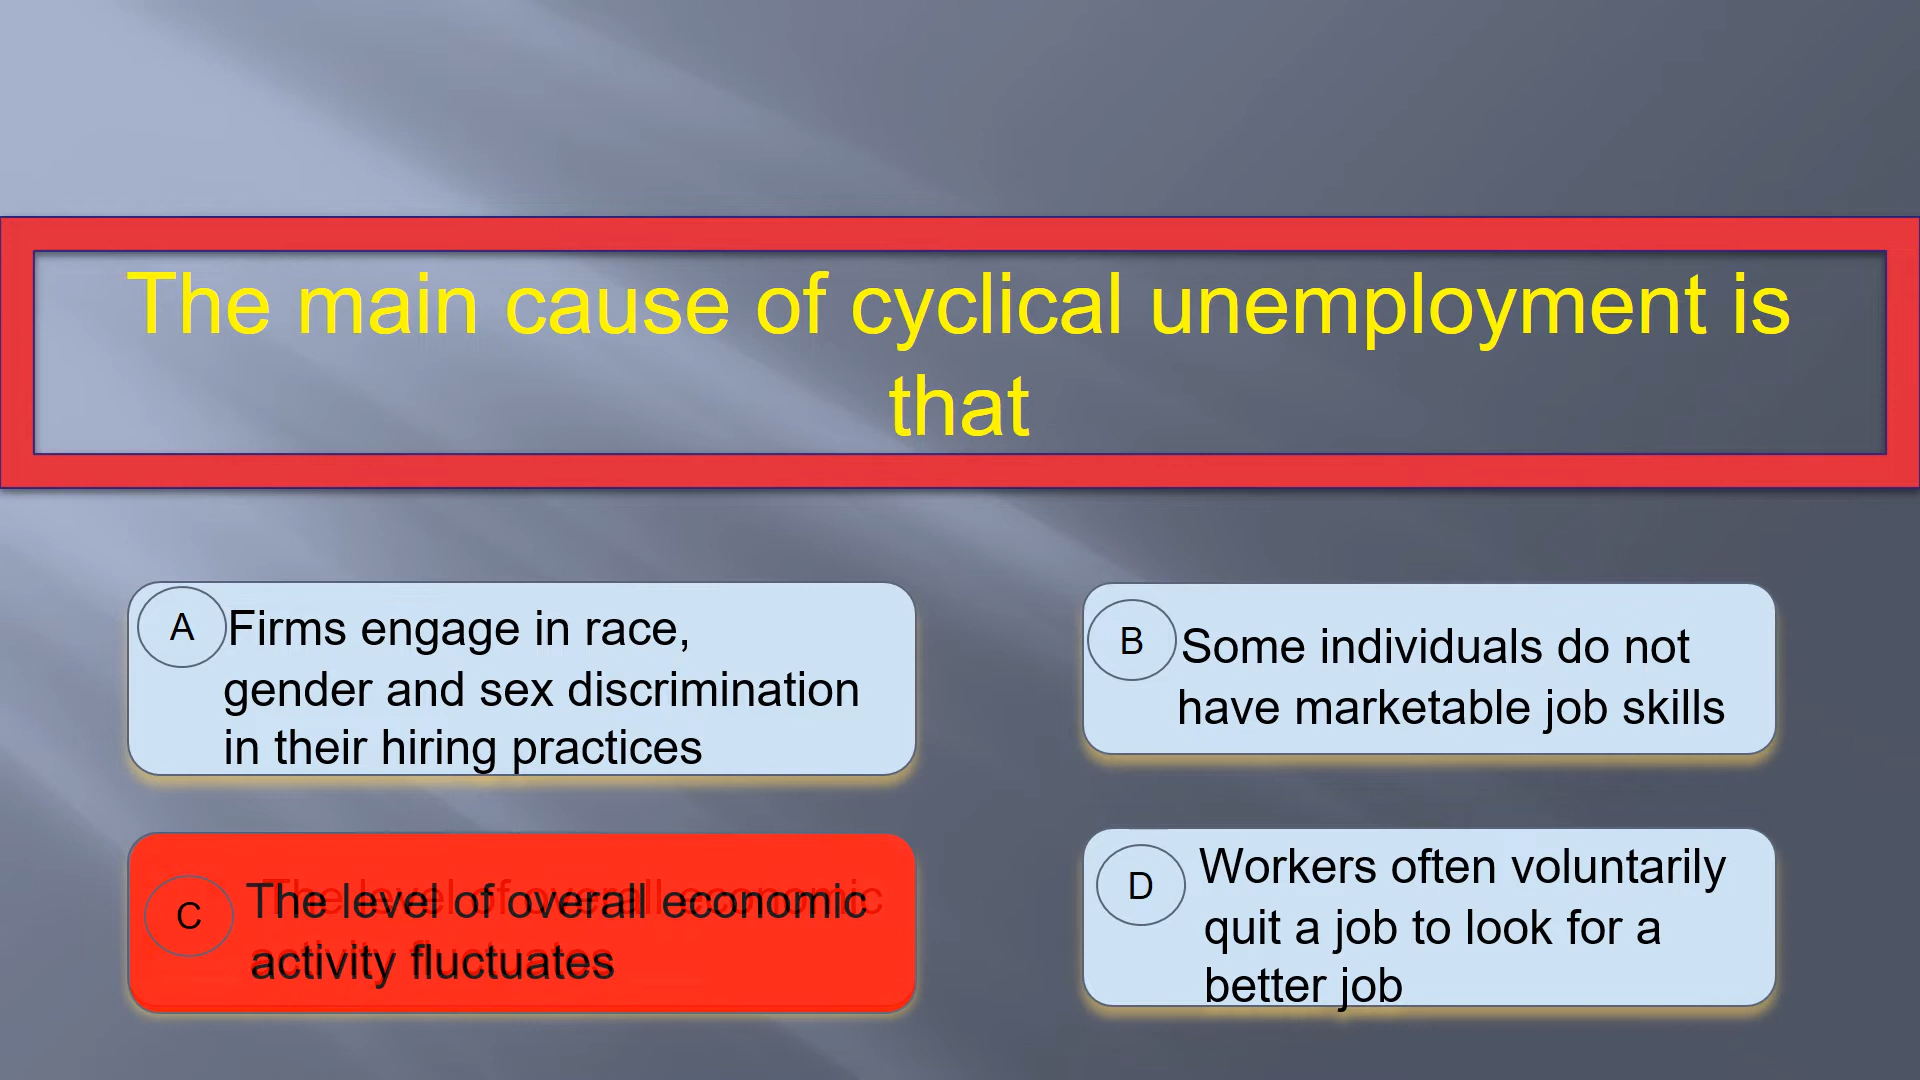 The main cause of cyclical unemployment is
that
A
Firms engage in race,
gender and sex discrimination
in their hiring practices
B
Some individuals do not
have marketable job skills
C
The level of overall economic
activity fluctuates
D
Workers often voluntarily
quit a job to look for a
better job